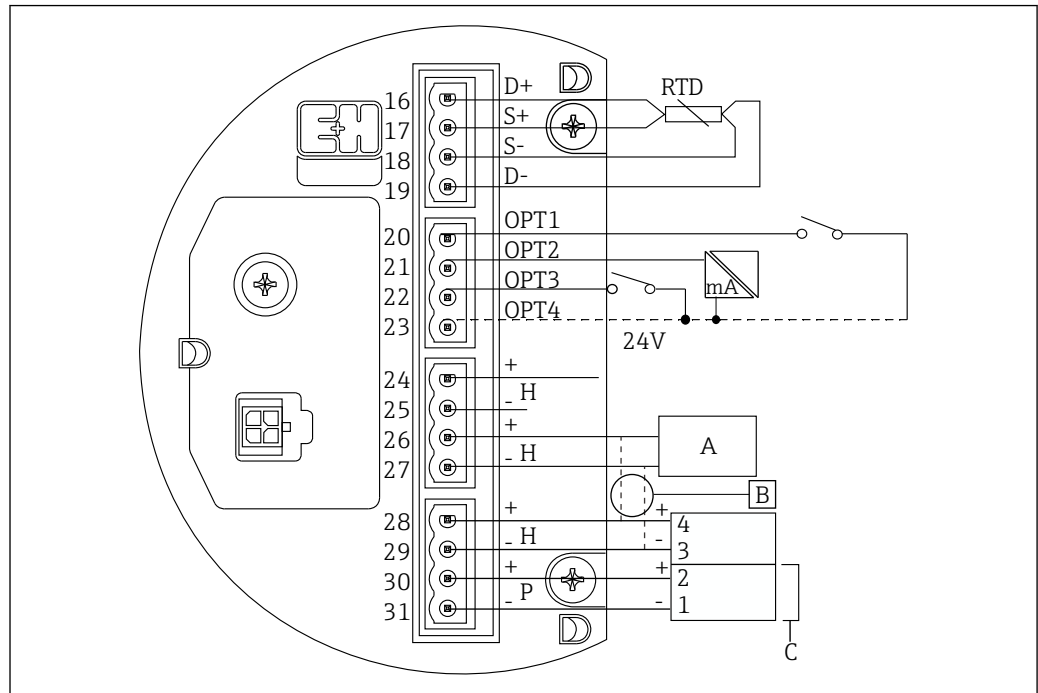 D+
RTD
16
S+
17
S-
18
D-
19
OPT1
20
OPT2
21
OPT3
mA
22
OPT4
23
24V
+
24
H
-
25
+
26
A
- H
27
B
+
28
+
4
- H
29
-
3
+
30
+
2
P
-
31
-
1
C